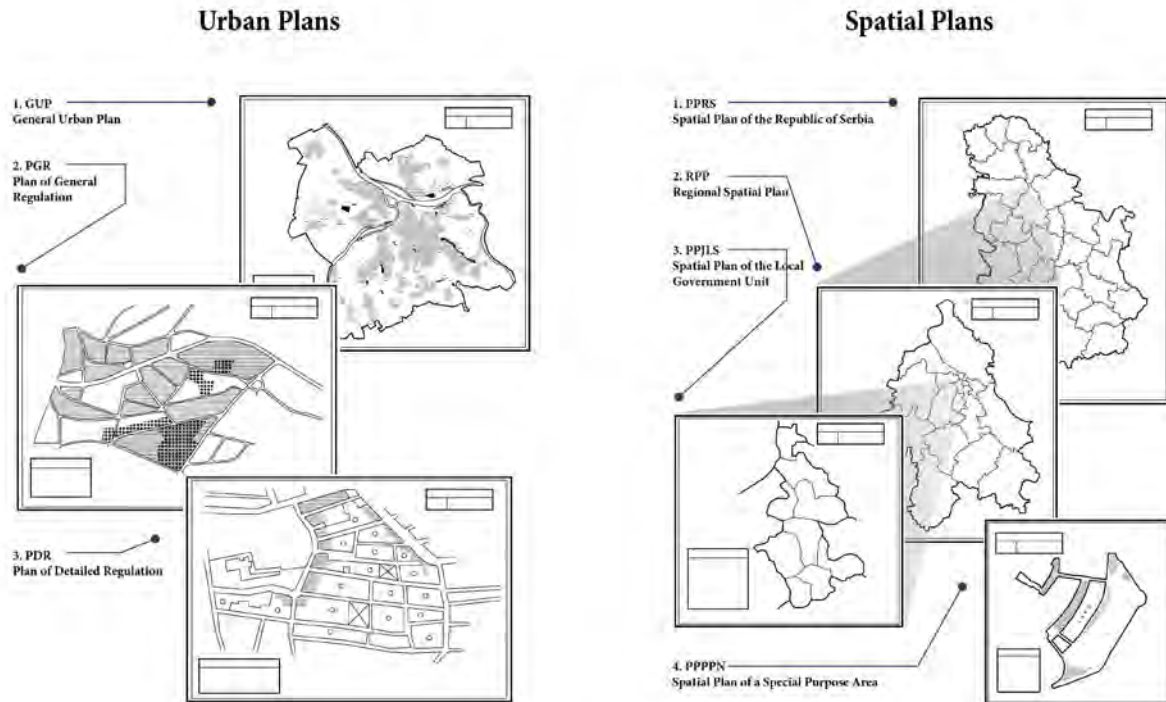 Urban Plans
1. GUP
General Urban Plan
2. PGR
Plan of General
Regulation
3. PDR
Plan of Detailed Regulation
Spatial Plans
1. PPRS
Spatial Plan of the Republic of Serbia
2. RPP
Regional Spatial Plan
3. PPJLS
Spatial Plan of the Local
Government Unit
4. PPPPN
Spatial Plan of a Special Purpose Area